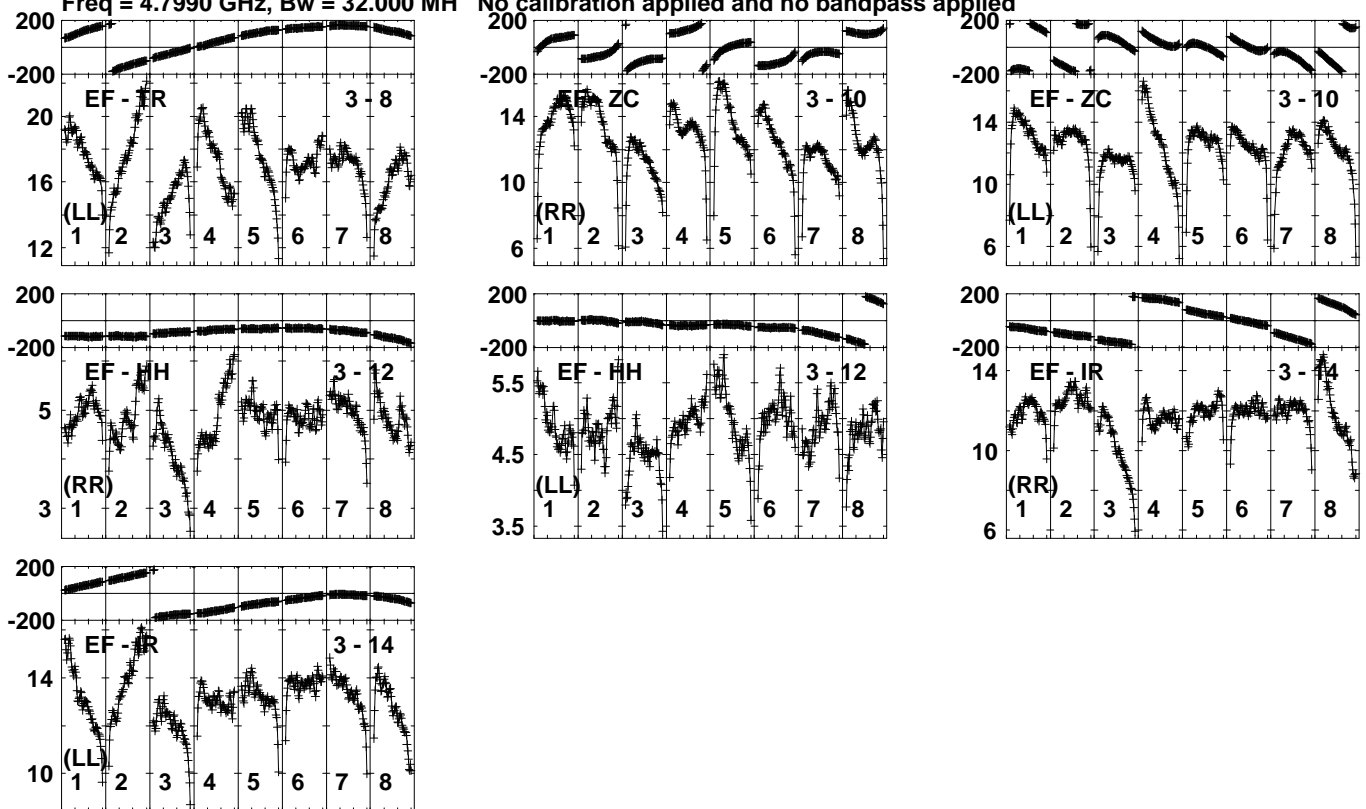 Freq = 4.7990 GHz, Bw = 32.000 MH No calibration applied and no bandpass applied
200
-200
EF - TR 3 - 8
20
16
12
(LL)
1 2 3 4 5 6 7 8
EF - ZC 3 - 10
14
10
6
(RR)
1 2 3 4 5 6 7 8
200
-200
EF - ZC 3 - 10
14
10
6
(LL)
1 2 3 4 5 6 7 8
200
-200
EF - HH 3 - 12
5
3
(RR)
1 2 3 4 5 6 7 8
200
-200
EF - HH 3 - 12
5.5
4.5
3.5
(LL)
1 2 3 4 5 6 7 8
200
-200
EF - IR 3 - 14
14
10
6
(RR)
1 2 3 4 5 6 7 8
200
-200
EF - IR 3 - 14
14
10
(LL)
1 2 3 4 5 6 7 8